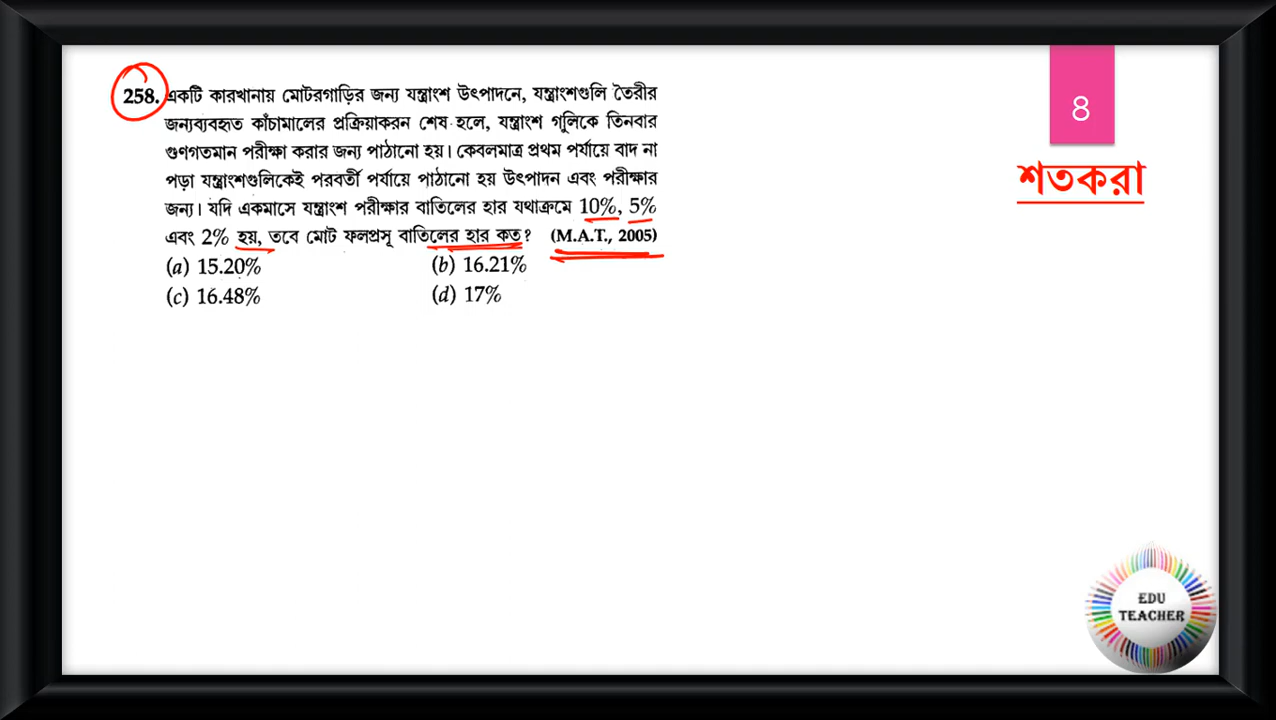 258. একটি কারখানায় মোটরগাড়ির জন্য যন্ত্রাংশ উৎপাদনে, যন্ত্রাংশগুলি তৈরীর
জন্যব্যবহৃত কাঁচামালের প্রক্রিয়াকরন শেষ হলে, যন্ত্রাংশ গুলিকে তিনবার
গুণগতমান পরীক্ষা করার জন্য পাঠানো হয়। কেবলমাত্র প্রথম পর্যায়ে বাদ না
পড়া যন্ত্রাংশগুলিকেই পরবর্তী পর্যায়ে পাঠানো হয় উৎপাদন এবং পরীক্ষার
জন্য। যদি একমাসে যন্ত্রাংশ পরীক্ষার বাতিলের হার যথাক্রমে 10%, 5%
এবং 2% হয়, তবে মোট ফলপ্রসূ বাতিলের হার কত? (M.A.T., 2005)
(a) 15.20% (b) 16.21%
(c) 16.48% (d) 17%
8
শতকরা
EDU
TEACHER